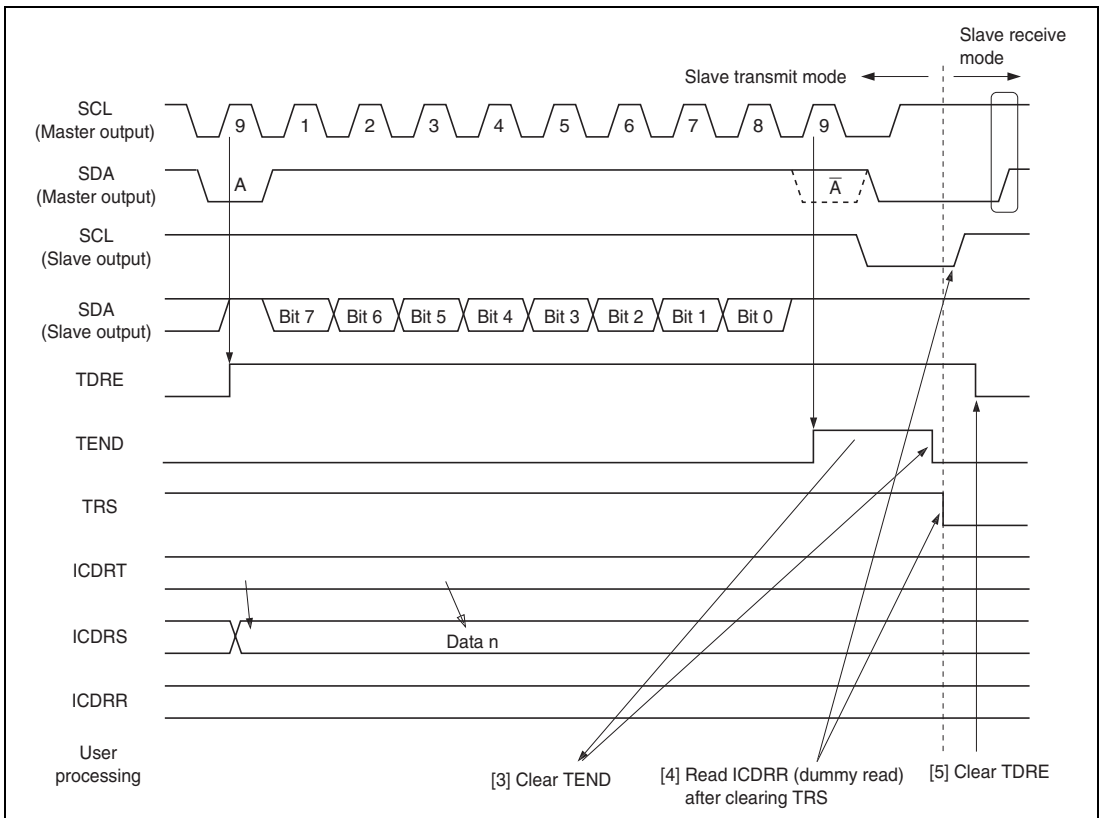 Slave receive
mode
Slave transmit mode
SCL
(Master output)
9 1 2 3 4 5 6 7 8 9
SDA
(Master output)
A A̅
SCL
(Slave output)
SDA
(Slave output)
Bit 7 Bit 6 Bit 5 Bit 4 Bit 3 Bit 2 Bit 1 Bit 0
TDRE
TEND
TRS
ICDRT
ICDRS
Data n
ICDRR
User
processing
[3] Clear TEND
[4] Read ICDRR (dummy read)
after clearing TRS
[5] Clear TDRE